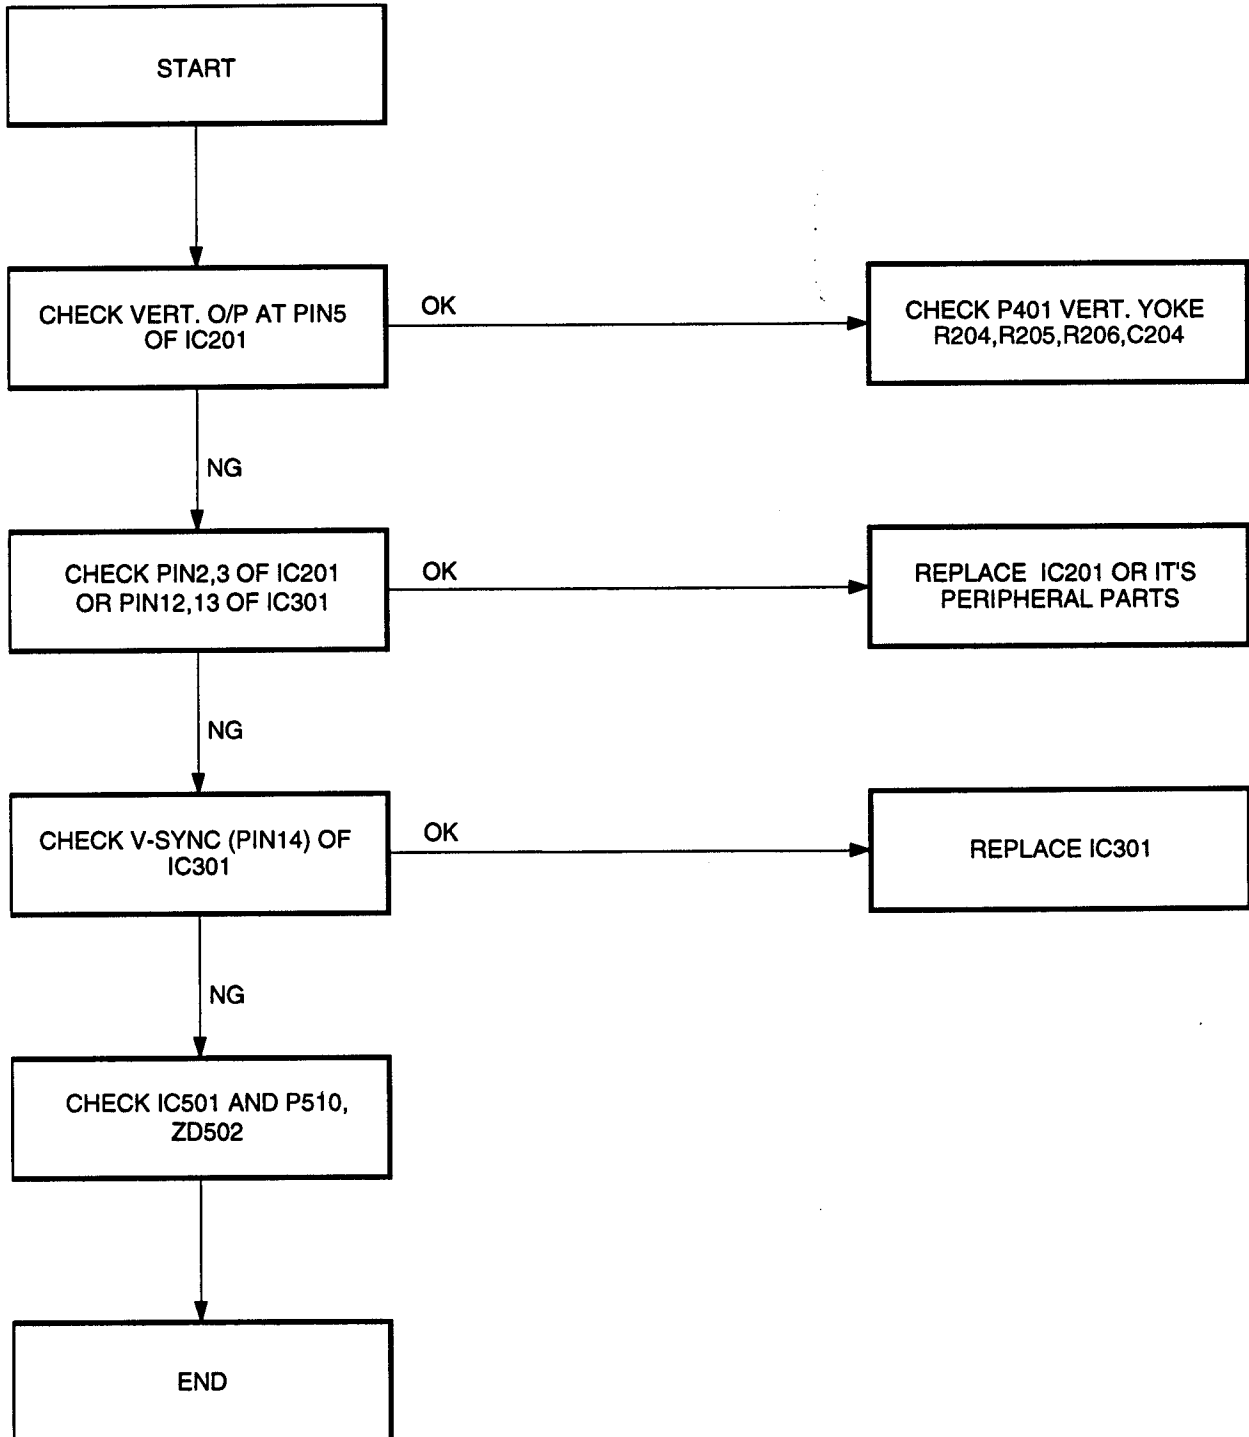 START
CHECK VERT. O/P AT PIN5
OF IC201
OK
CHECK P401 VERT. YOKE
R204,R205,R206,C204
NG
CHECK PIN2,3 OF IC201
OR PIN12,13 OF IC301
OK
REPLACE IC201 OR IT'S
PERIPHERAL PARTS
NG
CHECK V-SYNC (PIN14) OF
IC301
OK
REPLACE IC301
NG
CHECK IC501 AND P510,
ZD502
END